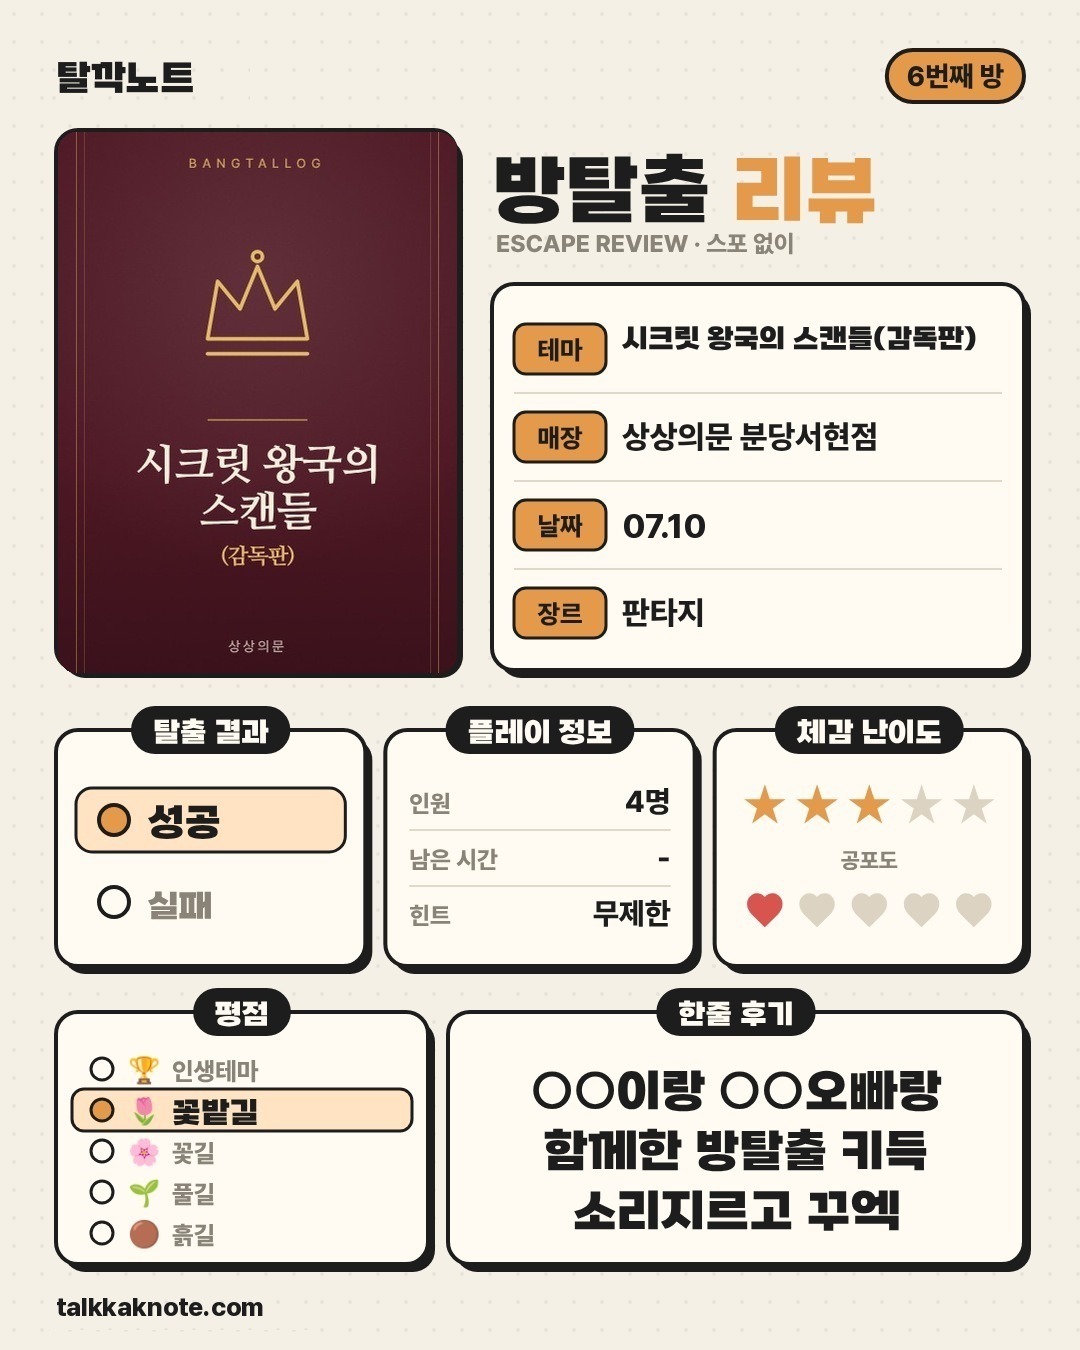 탈깍노트
6번째 방
BANGTALLOG
시크릿 왕국의
스캔들
(감독판)
상상의문
방탈출 리뷰
ESCAPE REVIEW · 스포 없이
테마 시크릿 왕국의 스캔들(감독판)
매장 상상의문 분당서현점
날짜 07.10
장르 판타지
탈출 결과
성공
실패
플레이 정보
인원 4명
남은 시간 -
힌트 무제한
체감 난이도
공포도
평점
인생테마
꽃밭길
꽃길
풀길
흙길
한줄 후기
○○이랑 ○○오빠랑
함께한 방탈출 키득
소리지르고 꾸엑
talkkaknote.com